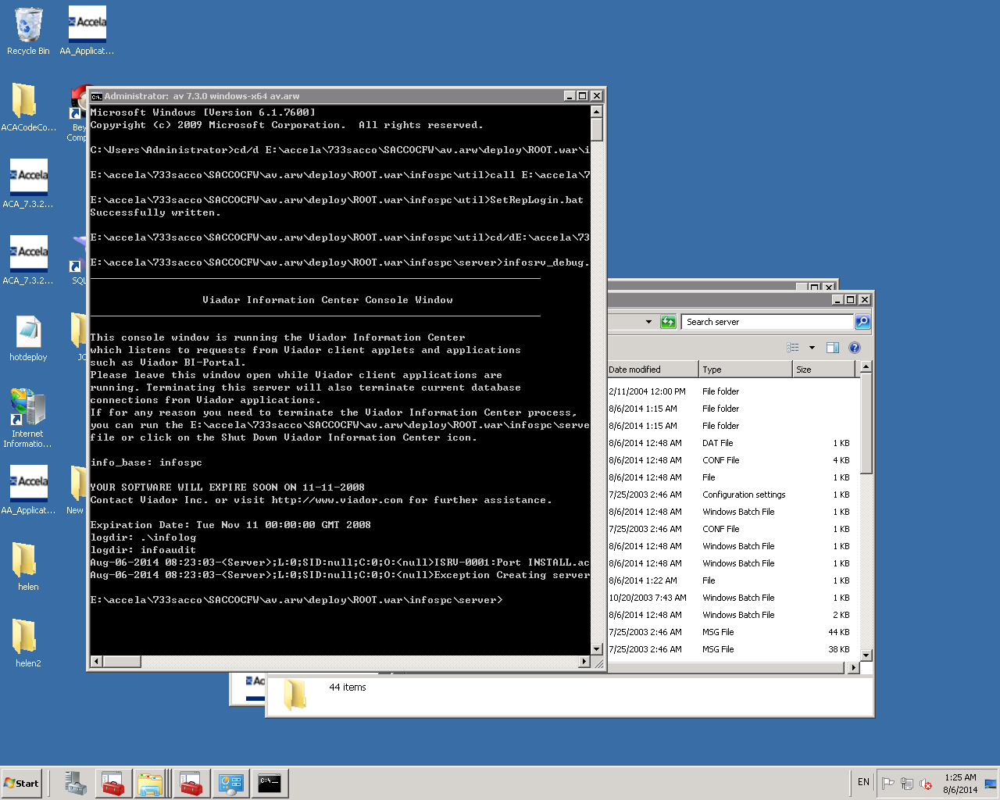 Recycle Bin
Accela
AA_Applicat...
ACACodeCo...
Bey
Comp
Accela
ACA_7.3.2...
Accela
ACA_7.3.2...
SQL
hotdeploy
JC
Internet
Informatio...
Accela
AA_Applicat...
New
helen
helen2
Administrator: av 7.3.0 windows-x64 av.arw
Microsoft Windows [Version 6.1.7600]
Copyright (c) 2009 Microsoft Corporation. All rights reserved.
C:\Users\Administrator>cd/d E:\accela\733sacco\SACCOCFW\av.arw\deploy\ROOT.war\i
E:\accela\733sacco\SACCOCFW\av.arw\deploy\ROOT.war\infospc\util>call E:\accela\7
E:\accela\733sacco\SACCOCFW\av.arw\deploy\ROOT.war\infospc\util>SetRepLogin.bat
Successfully written.
E:\accela\733sacco\SACCOCFW\av.arw\deploy\ROOT.war\infospc\util>cd/dE:\accela\73
E:\accela\733sacco\SACCOCFW\av.arw\deploy\ROOT.war\infospc\server>infosrv_debug.
Viador Information Center Console Window
This console window is running the Viador Information Center
which listens to requests from Viador client applets and applications
such as Viador BI-Portal.
Please leave this window open while Viador client applications are
running. Terminating this server will also terminate current database
connections from Viador applications.
If for any reason you need to terminate the Viador Information Center process,
you can run the E:\accela\733sacco\SACCOCFW\av.arw\deploy\ROOT.war\infospc\serve
file or click on the Shut Down Viador Information Center icon.
info_base: infospc
YOUR SOFTWARE WILL EXPIRE SOON ON 11-11-2008
Contact Viador Inc. or visit http://www.viador.com for further assistance.
Expiration Date: Tue Nov 11 00:00:00 GMT 2008
logdir: .\infolog
logdir: infoaudit
Aug-06-2014 08:23:03-<Server>;L:0;SID:null;C:0;O:<null>ISRV-0001:Port INSTALL.ac
Aug-06-2014 08:23:03-<Server>;L:0;SID:null;C:0;O:<null>Exception Creating server
E:\accela\733sacco\SACCOCFW\av.arw\deploy\ROOT.war\infospc\server>
Search server
Date modified Type Size
2/11/2004 12:00 PM File folder
8/6/2014 1:15 AM File folder
8/6/2014 1:15 AM File folder
8/6/2014 12:48 AM DAT File 1 KB
8/6/2014 12:48 AM CONF File 4 KB
8/6/2014 12:48 AM File 1 KB
7/25/2003 2:46 AM Configuration settings 1 KB
8/6/2014 12:48 AM Windows Batch File 1 KB
7/25/2003 2:46 AM CONF File 1 KB
8/6/2014 12:48 AM Windows Batch File 1 KB
8/6/2014 12:48 AM Windows Batch File 1 KB
8/6/2014 1:22 AM File 1 KB
10/20/2003 7:43 AM Windows Batch File 1 KB
8/6/2014 12:48 AM Windows Batch File 2 KB
7/25/2003 2:46 AM MSG File 44 KB
7/25/2003 2:46 AM MSG File 38 KB
44 items
Start
EN
1:25 AM
8/6/2014